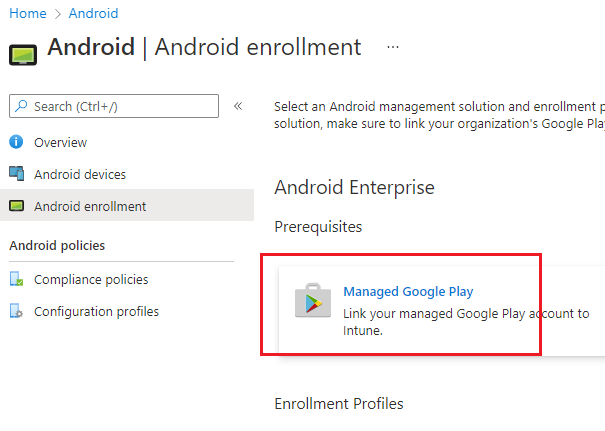 Home > Android
Android | Android enrollment ...
Search (Ctrl+/) «
Overview
Android devices
Android enrollment
Android policies
Compliance policies
Configuration profiles
Select an Android management solution and enrollment p
solution, make sure to link your organization's Google Play
Android Enterprise
Prerequisites
Managed Google Play
Link your managed Google Play account to
Intune.
Enrollment Profiles